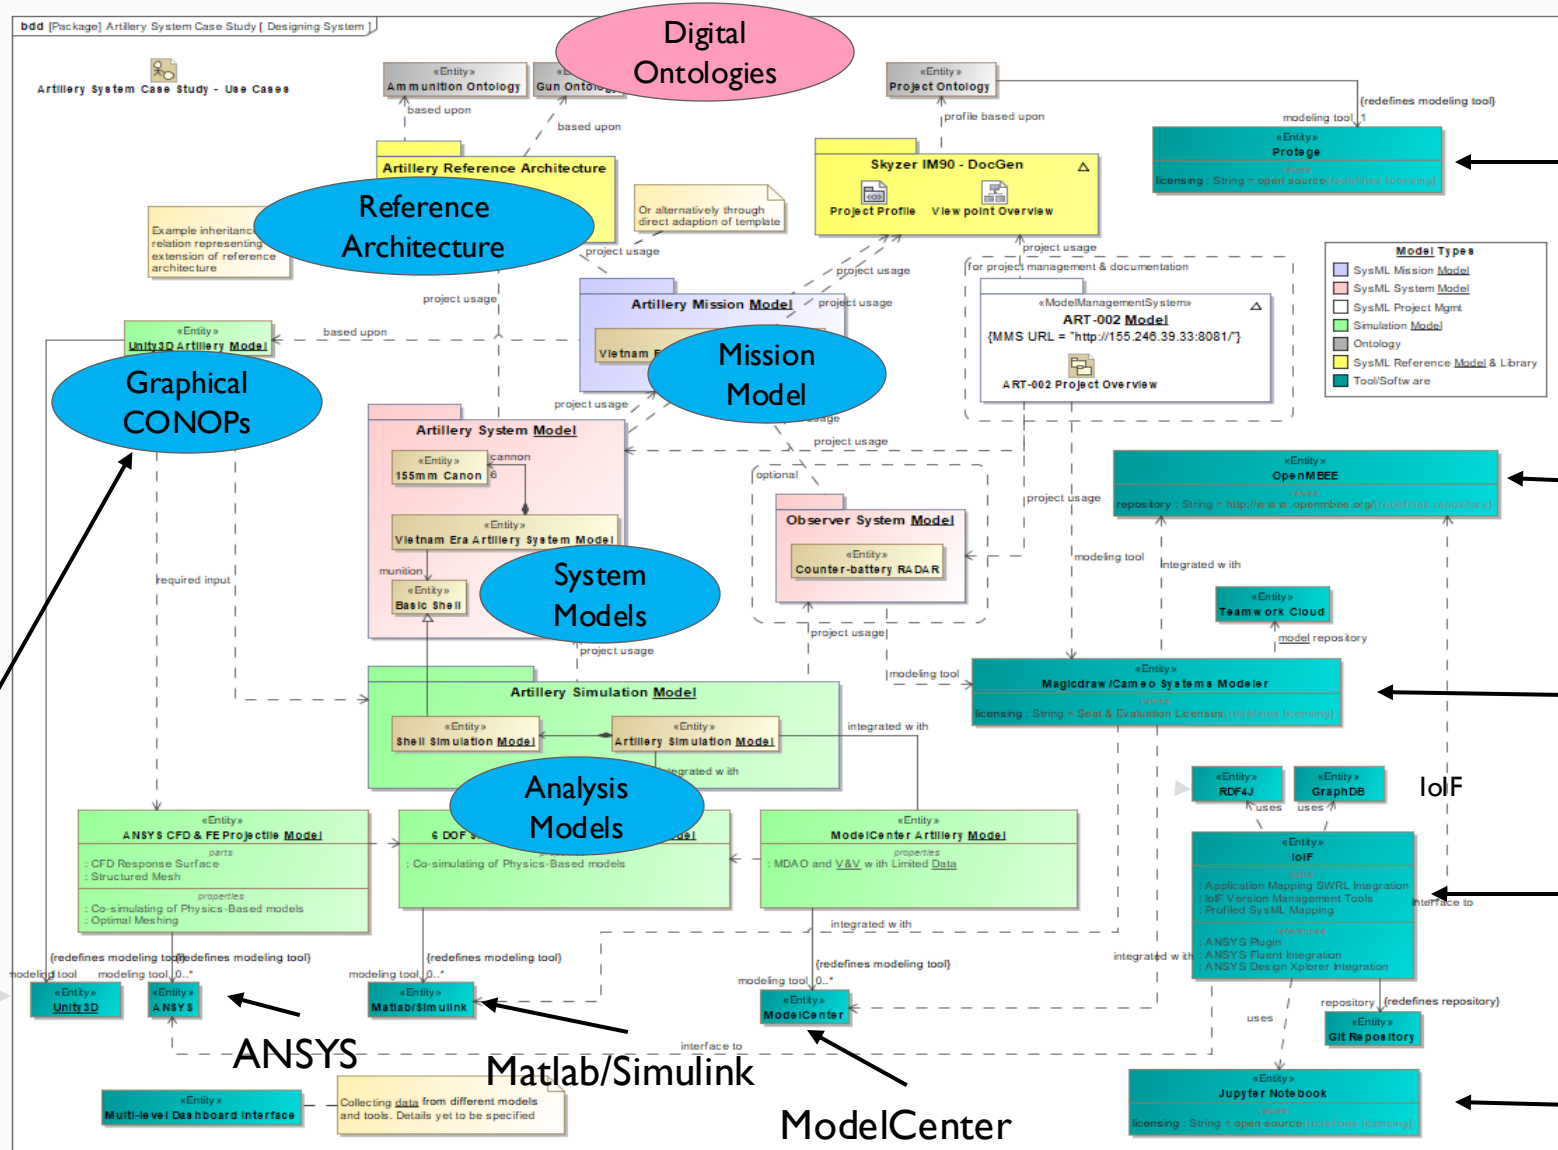 bdd [Package] Artillery System Case Study [ Designing System ]
Artillery System Case Study - Use Cases
«Entity»
Ammunition Ontology
Gun
Digital
Ontologies
«Entity»
Project Ontology
based upon
based upon
profile based upon
{redefines modeling tool}
modeling tool 1
«Entity»
Protege
values
licensing : String = open source{redefines licensing}
Artillery Reference Architecture
Reference
Architecture
Example inheritance
relation representing
extension of reference
architecture
Or alternatively through
direct adaption of template
Skyzer IM90 - DocGen
Project Profile
View point Overview
project usage
project usage
project usage
project usage
project usage
for project management & documentation
«ModelManagementSystem»
ART-002 Model
{MMS URL = "http://155.246.39.33:8081/"}
ART-002 Project Overview
Model Types
SysML Mission Model
SysML System Model
SysML Project Mgmt
Simulation Model
Ontology
SysML Reference Model & Library
Tool/Software
Artillery Mission Model
Vietnam
Mission
Model
«Entity»
Unity3D Artillery Model
based upon
Graphical
CONOPs
project usage
usage
project usage
Artillery System Model
«Entity»
155mm Canon
cannon
6
«Entity»
Vietnam Era Artillery System Model
munition
«Entity»
Basic Shell
System
Models
optional
Observer System Model
«Entity»
Counter-battery RADAR
project usage
modeling tool
integrated with
«Entity»
OpenMBEE
values
repository : String = http://www.openmbee.org/{redefines repository}
required input
project usage
project usage
modeling tool
«Entity»
Teamwork Cloud
model repository
«Entity»
Magicdraw/Cameo Systems Modeler
values
licensing : String = Seat & Evaluation Licenses{redefines licensing}
Artillery Simulation Model
«Entity»
Shell Simulation Model
«Entity»
Artillery Simulation Model
integrated with
integrated with
Analysis
Models
«Entity»
RDF4J
«Entity»
GraphDB
IoIF
uses
uses
«Entity»
ANSYS CFD & FE Projectile Model
parts
: CFD Response Surface
: Structured Mesh
properties
: Co-simulating of Physics-Based models
: Optimal Meshing
6 DOF
: Co-simulating of Physics-Based models
«Entity»
ModelCenter Artillery Model
properties
: MDAO and V&V with Limited Data
«Entity»
IoIF
parts
: Application Mapping SWRL Integration
: IoIF Version Management Tools
: Profiled SysML Mapping
references
: ANSYS Plugin
: ANSYS Fluent Integration
: ANSYS Design Xplorer Integration
interface to
integrated with
integrated with
{redefines modeling tool}
{redefines modeling tool}
{redefines modeling tool}
{redefines modeling tool}
modeling tool
modeling tool 0..*
modeling tool 0..*
modeling tool 0..*
«Entity»
Unity3D
«Entity»
ANSYS
«Entity»
Matlab/Simulink
«Entity»
ModelCenter
repository {redefines repository}
«Entity»
Git Repository
uses
interface to
ANSYS
Matlab/Simulink
ModelCenter
«Entity»
Multi-level Dashboard Interface
Collecting data from different models
and tools. Details yet to be specified
«Entity»
Jupyter Notebook
values
licensing : String = open source{redefines licensing}